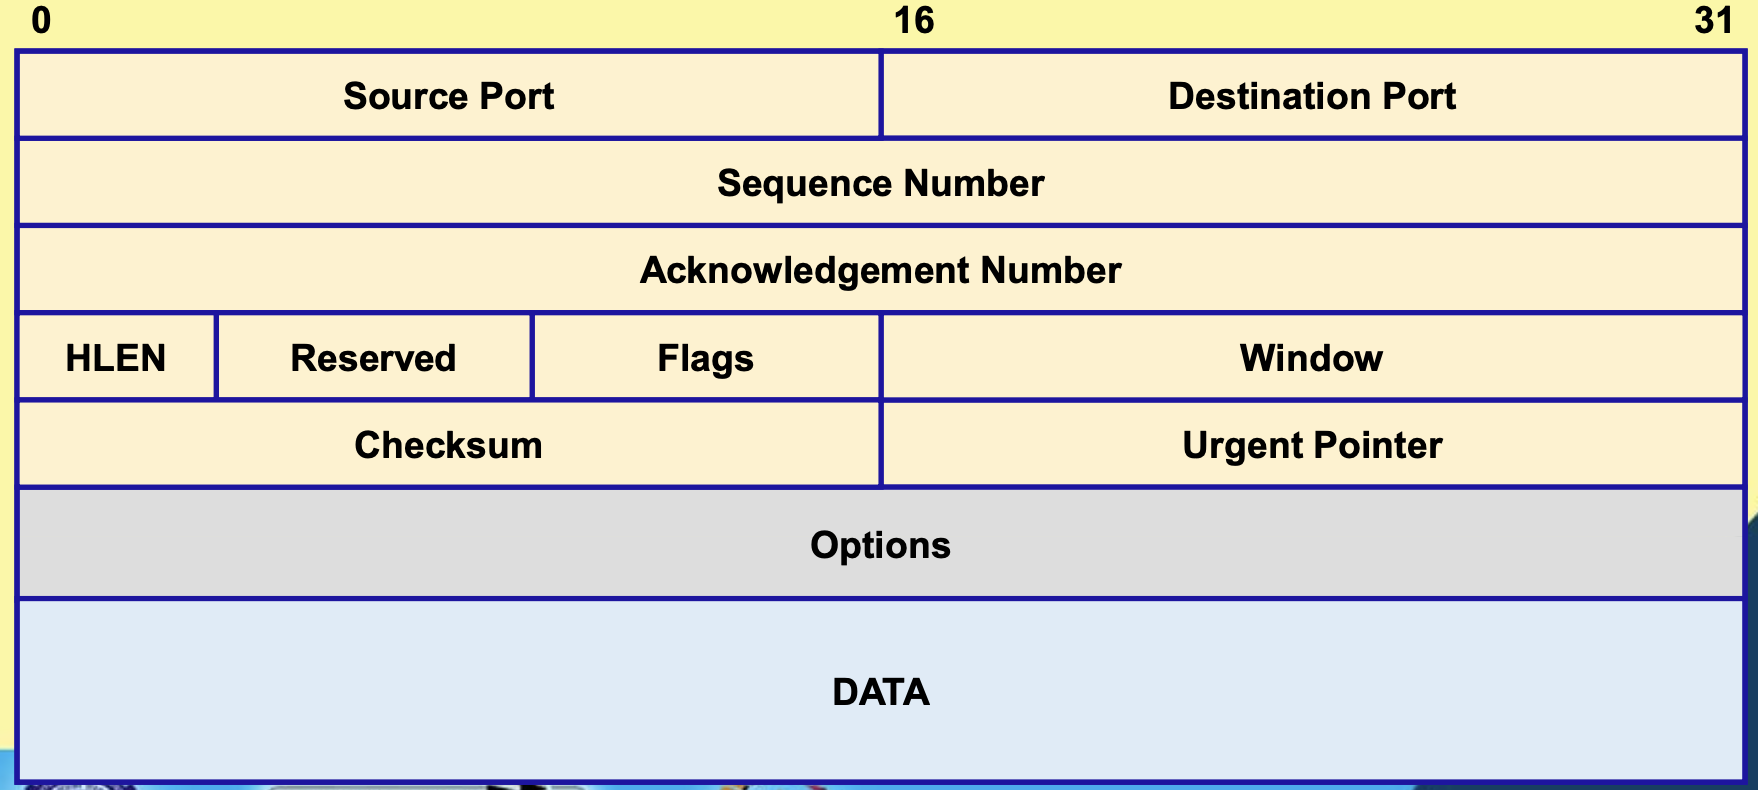 0 16 31
Source Port Destination Port
Sequence Number
Acknowledgement Number
HLEN Reserved Flags Window
Checksum Urgent Pointer
Options
DATA